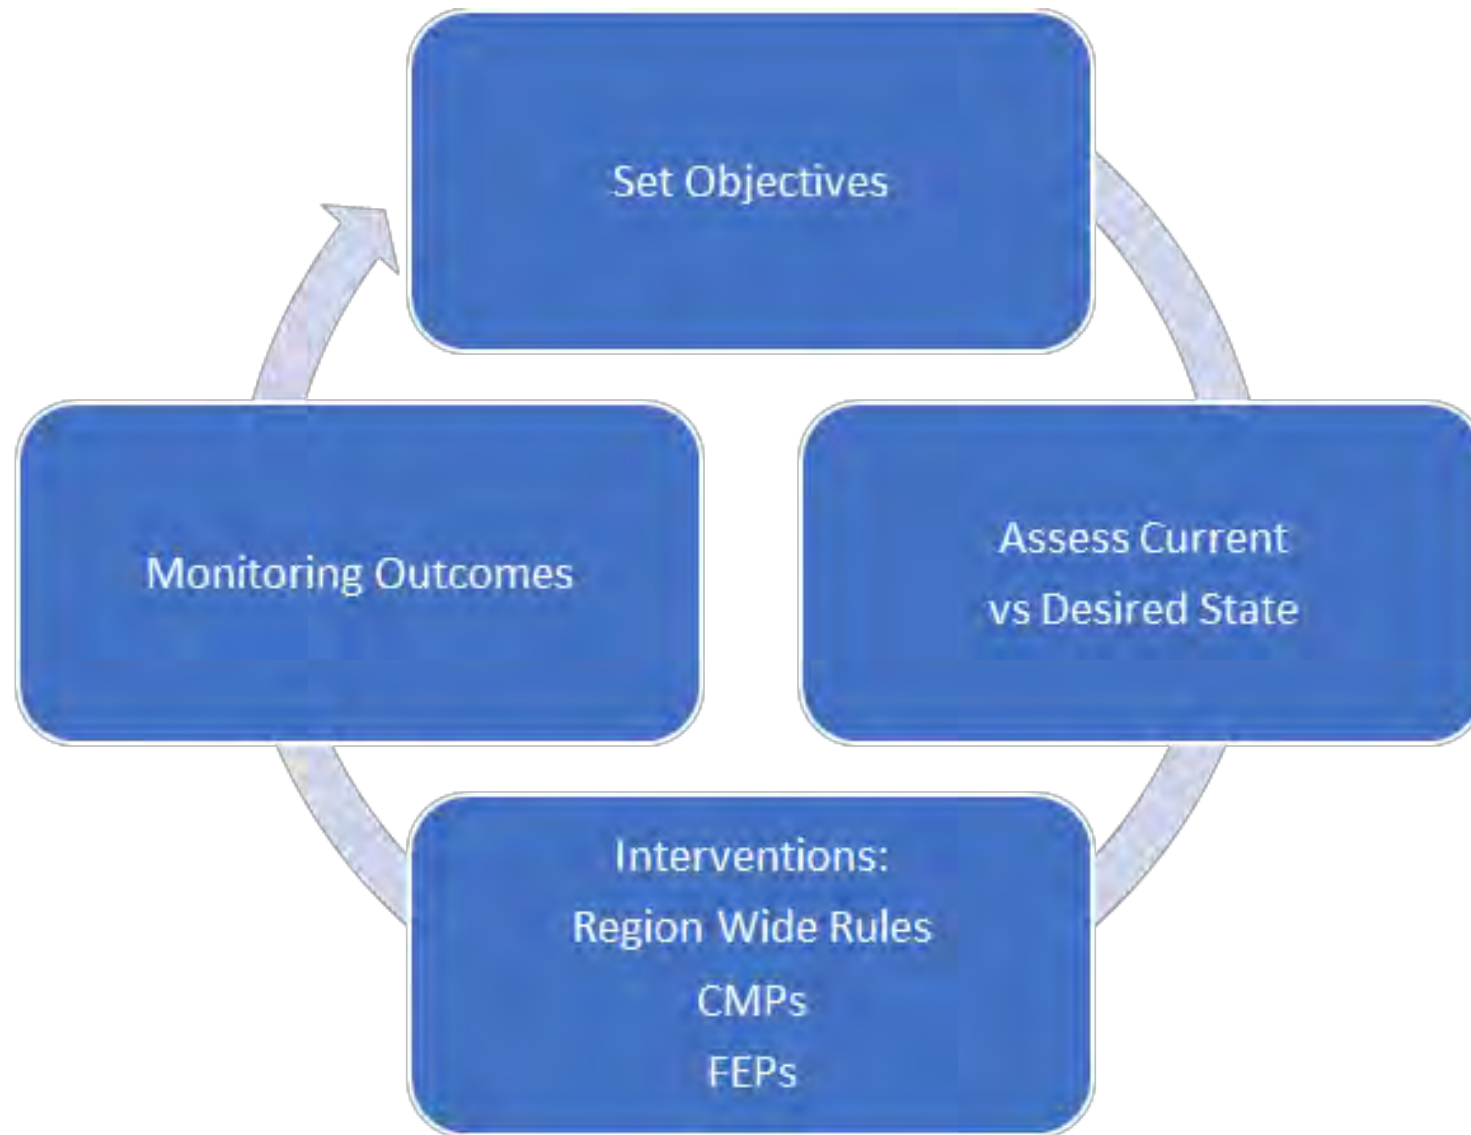 Set Objectives
Monitoring Outcomes
Assess Current
vs Desired State
Interventions:
Region Wide Rules
CMPs
FEPs